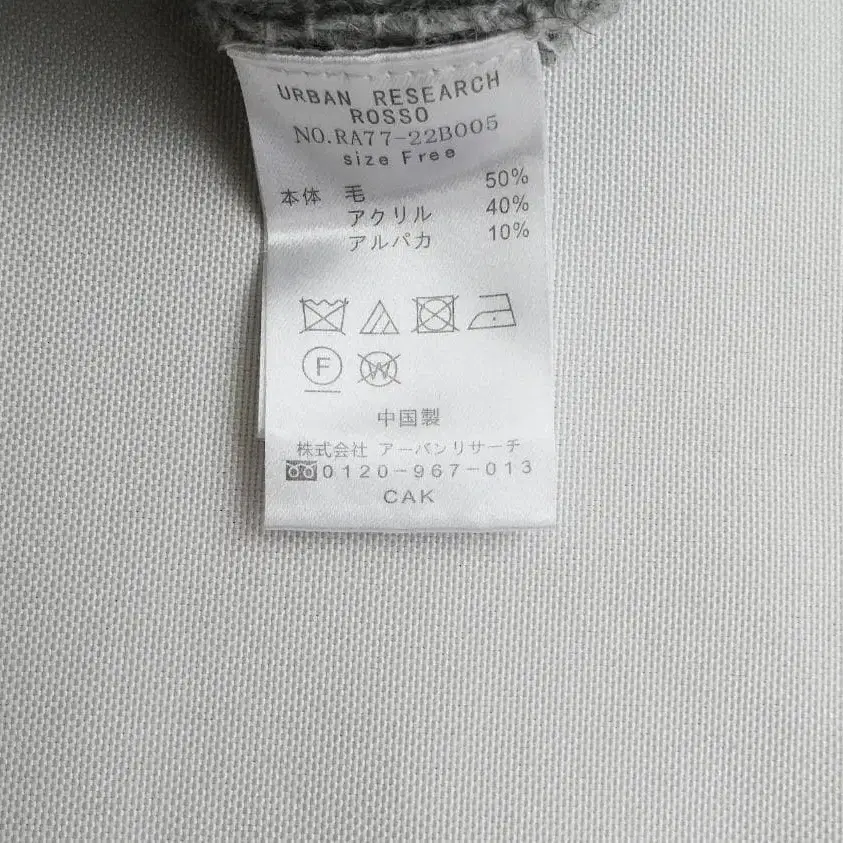 URBAN RESEARCH
ROSSO
NO.RA77-22B005
size Free
本体 毛 50%
アクリル 40%
アルパカ 10%
F W
中国製
株式会社 アーバンリサーチ
0120-967-013
CAK